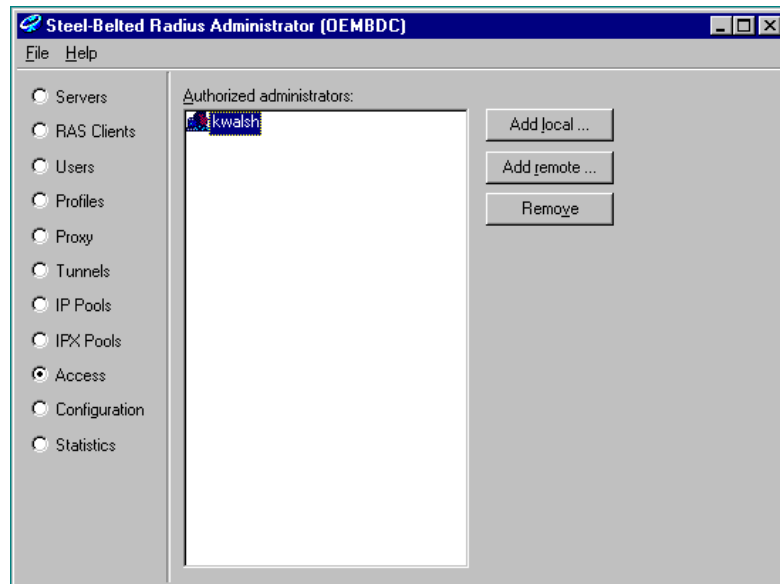 Steel-Belted Radius Administrator (OEMBDC)
File Help
Servers
RAS Clients
Users
Profiles
Proxy
Tunnels
IP Pools
IPX Pools
Access
Configuration
Statistics
Authorized administrators:
kwalsh
Add local ...
Add remote ...
Remove